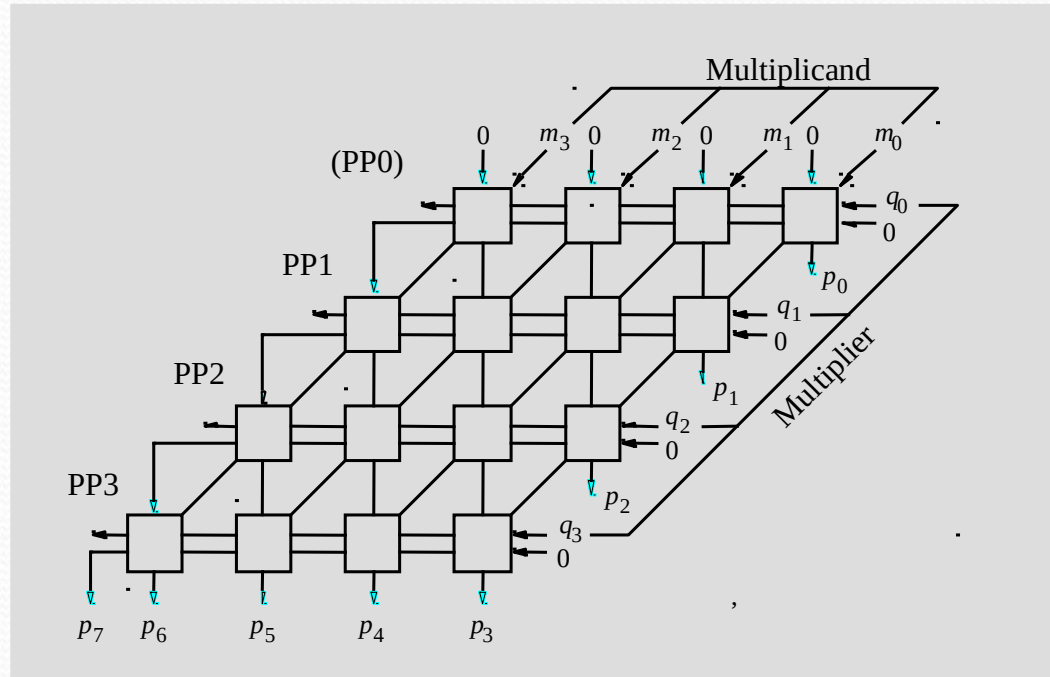 Multiplicand
0 m3 0 m2 0 m1 0 m0
(PP0)
q0
0
PP1
p0
q1
0
PP2
p1
Multiplier
q2
0
PP3
p2
q3
0
,
p7 p6 p5 p4 p3